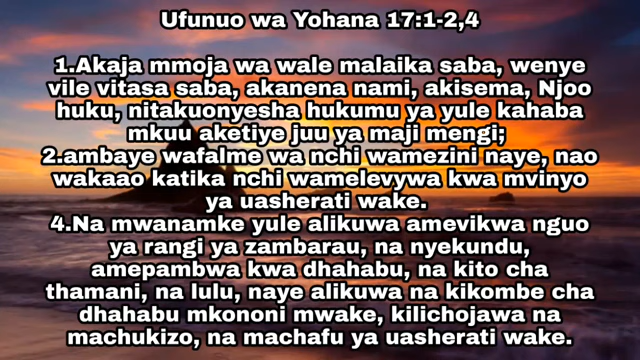 Ufunuo wa Yohana 17:1-2,4
1.Akaja mmoja wa wale malaika saba, wenye
vile vitasa saba, akanena nami, akisema, Njoo
huku, nitakuonyesha hukumu ya yule kahaba
mkuu aketiye juu ya maji mengi;
2.ambaye wafalme wa nchi wamezini naye, nao
wakaao katika nchi wamelevywa kwa mvinyo
ya uasherati wake.
4.Na mwanamke yule alikuwa amevikwa nguo
ya rangi ya zambarau, na nyekundu,
amepambwa kwa dhahabu, na kito cha
thamani, na lulu, naye alikuwa na kikombe cha
dhahabu mkononi mwake, kilichojawa na
machukizo, na machafu ya uasherati wake.